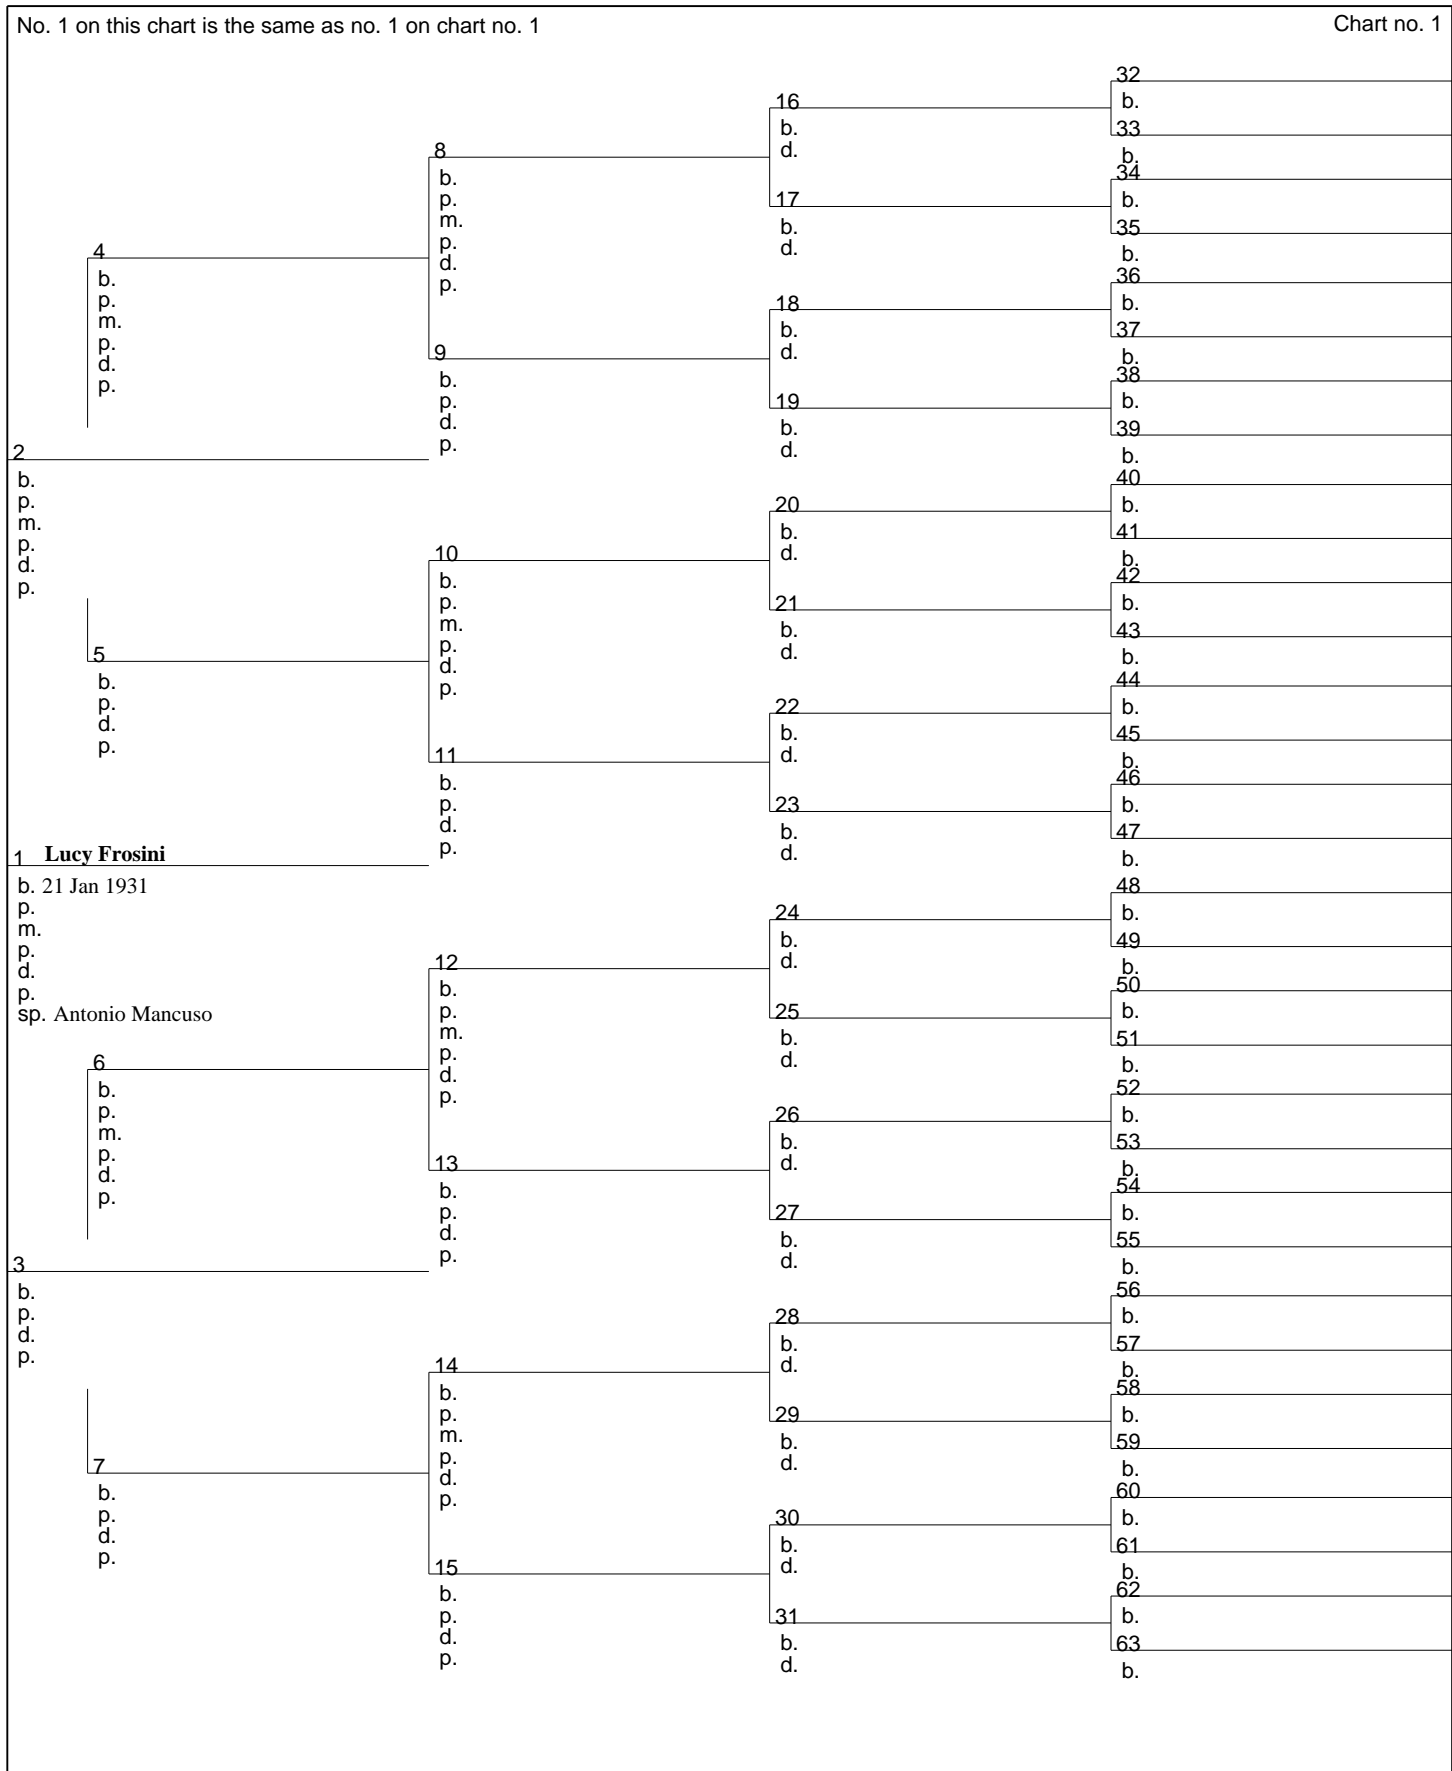 No. 1 on this chart is the same as no. 1 on chart no. 1
Chart no. 1
2
b.
p.
m.
p.
d.
p.
1 Lucy Frosini
b. 21 Jan 1931
p.
m.
p.
d.
p.
sp. Antonio Mancuso
3
b.
p.
d.
p.
4
b.
p.
m.
p.
d.
p.
5
b.
p.
d.
p.
6
b.
p.
m.
p.
d.
p.
7
b.
p.
d.
p.
8
b.
p.
m.
p.
d.
p.
9
b.
p.
d.
p.
10
b.
p.
m.
p.
d.
p.
11
b.
p.
d.
p.
12
b.
p.
m.
p.
d.
p.
13
b.
p.
d.
p.
14
b.
p.
m.
p.
d.
p.
15
b.
p.
d.
p.
16
b.
d.
17
b.
d.
18
b.
d.
19
b.
d.
20
b.
d.
21
b.
d.
22
b.
d.
23
b.
d.
24
b.
d.
25
b.
d.
26
b.
d.
27
b.
d.
28
b.
d.
29
b.
d.
30
b.
d.
31
b.
d.
32
b.
33
b.
34
b.
35
b.
36
b.
37
b.
38
b.
39
b.
40
b.
41
b.
42
b.
43
b.
44
b.
45
b.
46
b.
47
b.
48
b.
49
b.
50
b.
51
b.
52
b.
53
b.
54
b.
55
b.
56
b.
57
b.
58
b.
59
b.
60
b.
61
b.
62
b.
63
b.